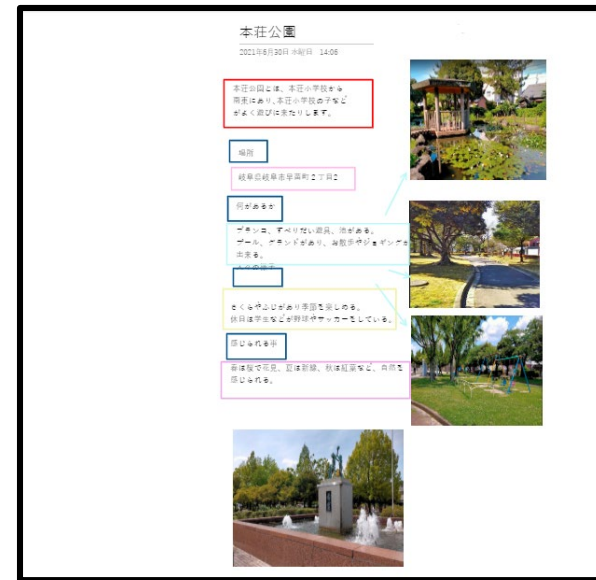 本荘公園
2021年6月30日 水曜日 14:06
本荘公園とは、本荘小学校から
南東にあり、本荘小学校の子など
がよく遊びに来たりします。
場所
岐阜県岐阜市早苗町2丁目2
何があるか
ブランコ、すべりだい遊具、池がある。
プール、グランドがあり、お散歩やジョギングが
出来る。
さくらやふじがあり季節を楽しめる。
休日は学生などが野球やサッカーをしている。
感じられる事
春は桜で花見、夏は新緑、秋は紅葉など、自然を
感じられる。